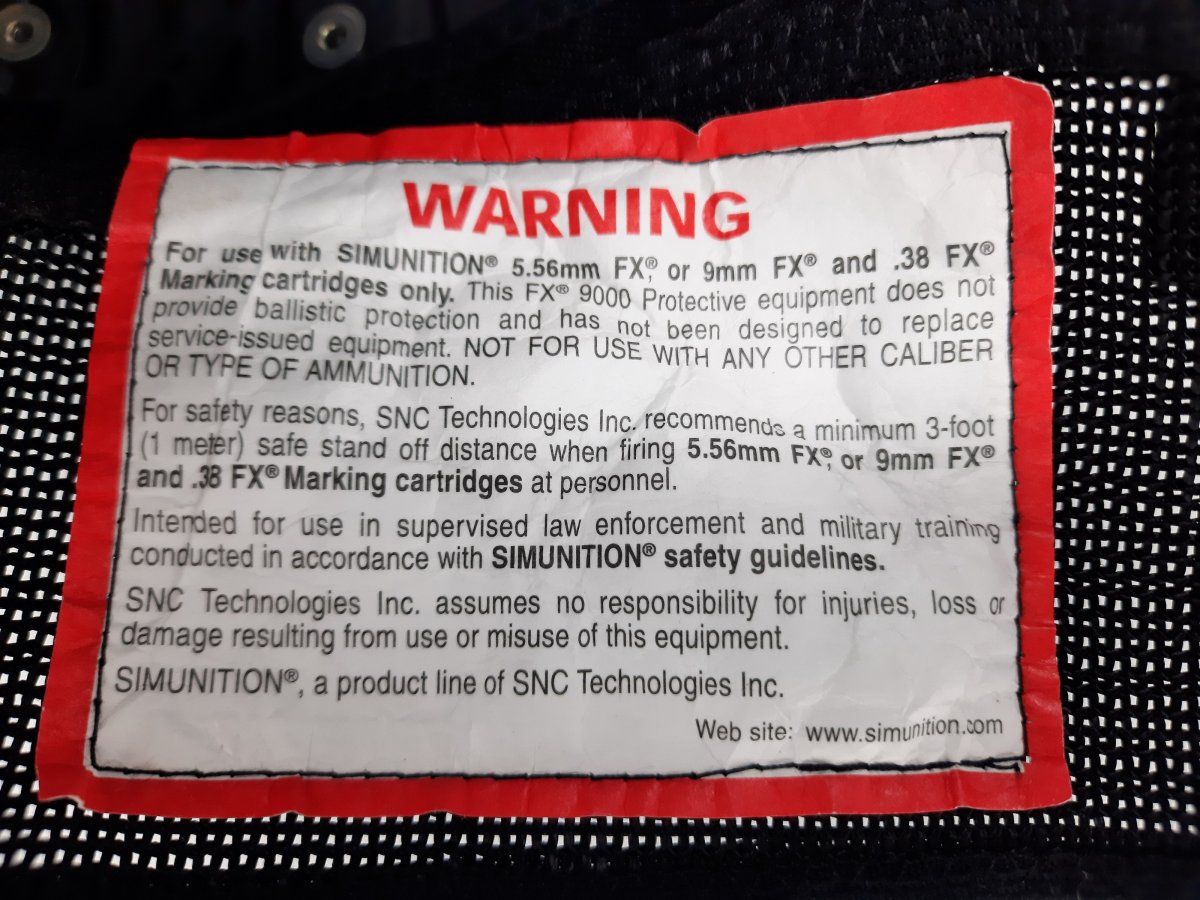 WARNING
For use with SIMUNITION® 5.56mm FX®, or 9mm FX® and .38 FX®
Marking cartridges only. This FX® 9000 Protective equipment does not
provide ballistic protection and has not been designed to replace
service-issued equipment. NOT FOR USE WITH ANY OTHER CALIBER
OR TYPE OF AMMUNITION.
For safety reasons, SNC Technologies Inc. recommends a minimum 3-foot
(1 meter) safe stand off distance when firing 5.56mm FX®, or 9mm FX®
and .38 FX® Marking cartridges at personnel.
Intended for use in supervised law enforcement and military training
conducted in accordance with SIMUNITION® safety guidelines.
SNC Technologies Inc. assumes no responsibility for injuries, loss or
damage resulting from use or misuse of this equipment.
SIMUNITION®, a product line of SNC Technologies Inc.
Web site: www.simunition.com